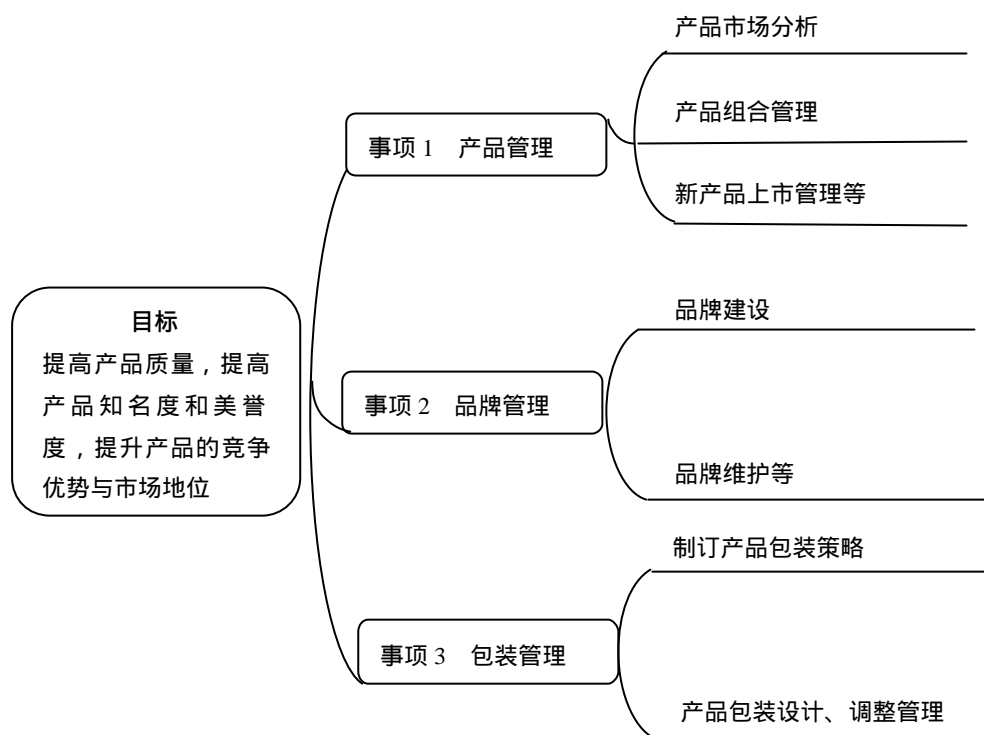 产品市场分析
产品组合管理
事项 1 产品管理
新产品上市管理等
目标
提高产品质量，提高
产品知名度和美誉
度，提升产品的竞争
优势与市场地位
品牌建设
事项 2 品牌管理
品牌维护等
制订产品包装策略
事项 3 包装管理
产品包装设计、调整管理